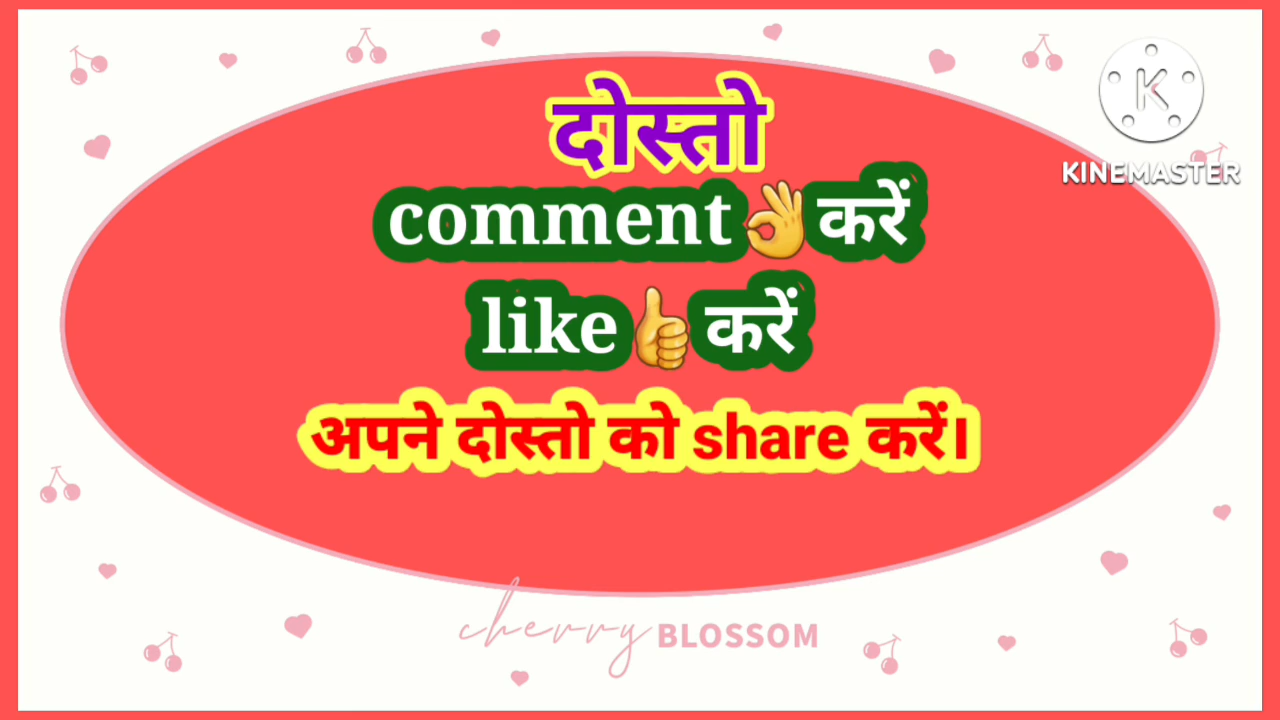 दोस्तो
comment👌करें
like👍करें
अपने दोस्तो को share करें।
K
KINEMASTER
cherry BLOSSOM